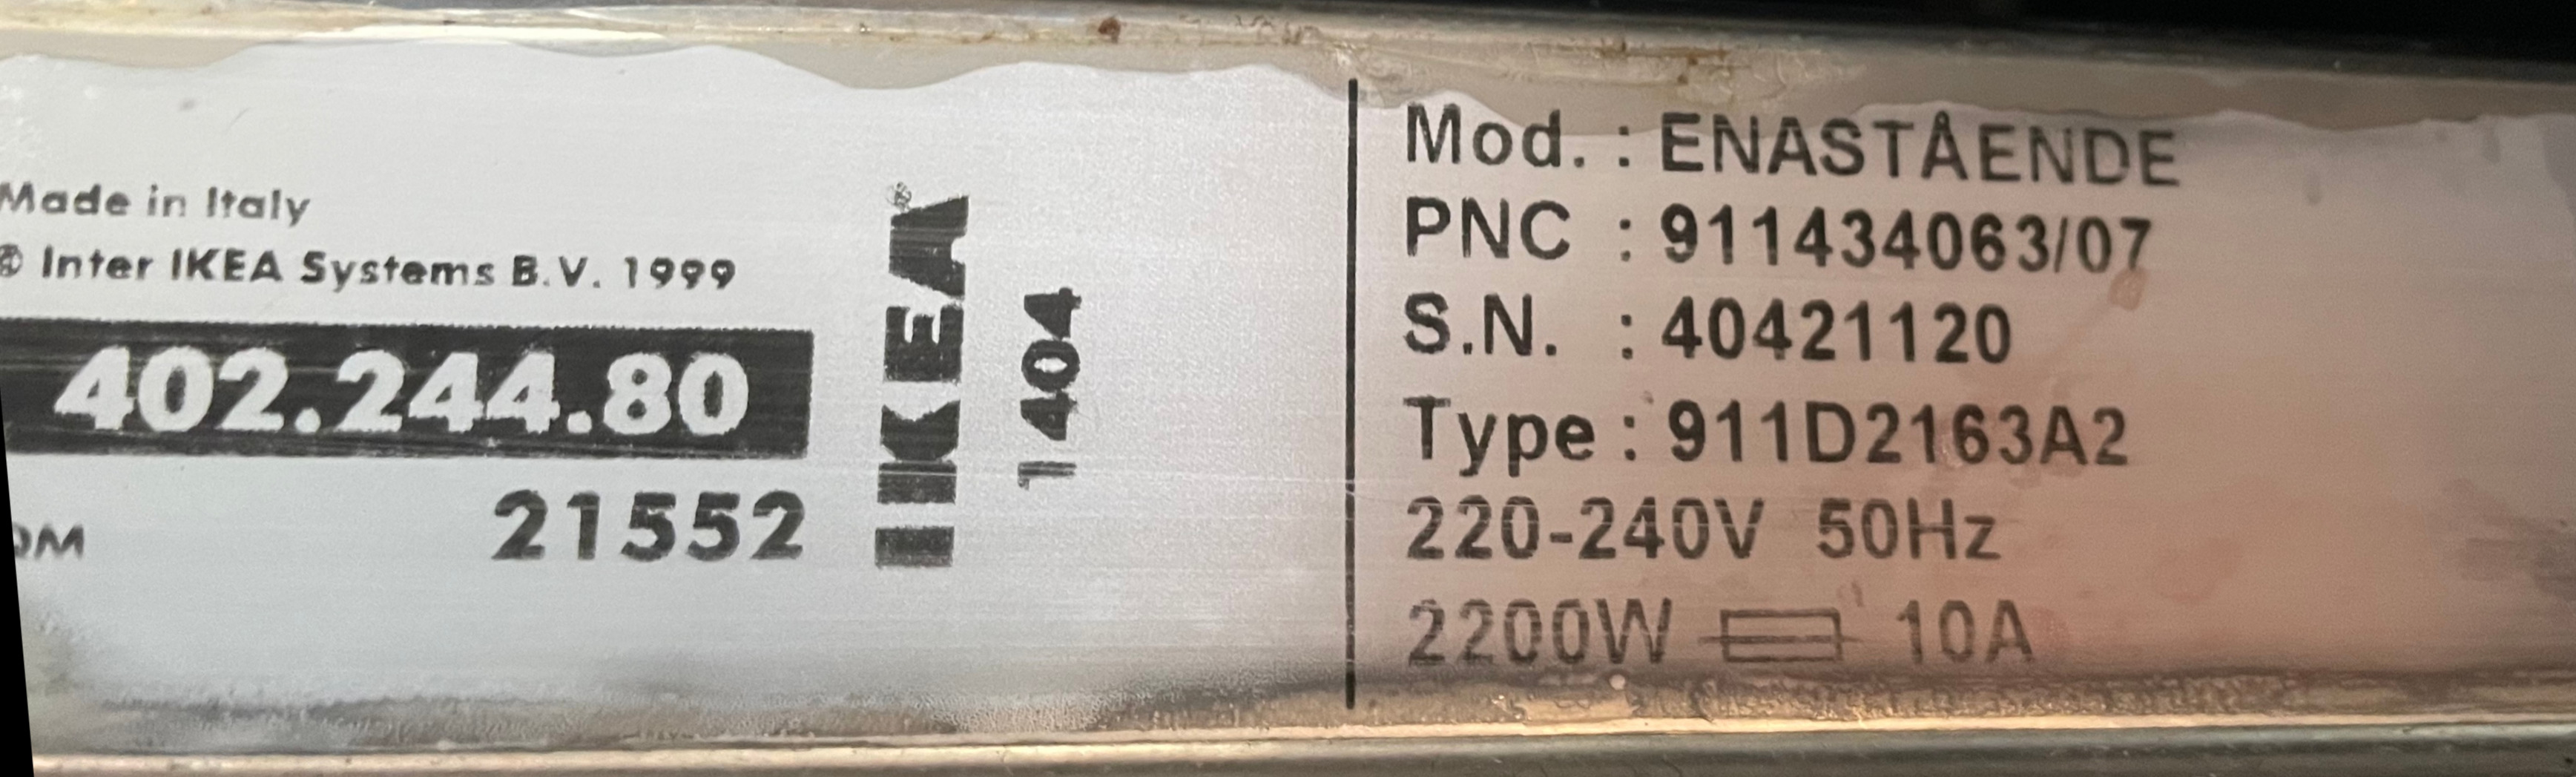 Made in Italy
© Inter IKEA Systems B.V. 1999
402.244.80
21552
IKEA®
1404
Mod. : ENASTÅENDE
PNC : 911434063/07
S.N. : 40421120
Type : 911D2163A2
220-240V 50Hz
2200W 10A